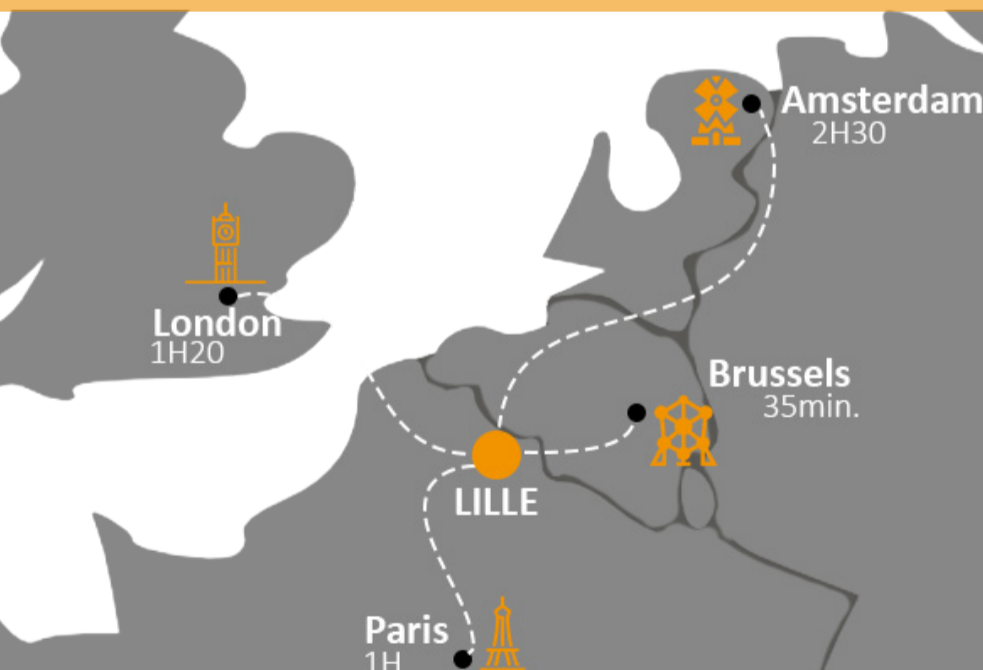 Amsterdam
2H30
London
1H20
Brussels
35min.
LILLE
Paris
1H